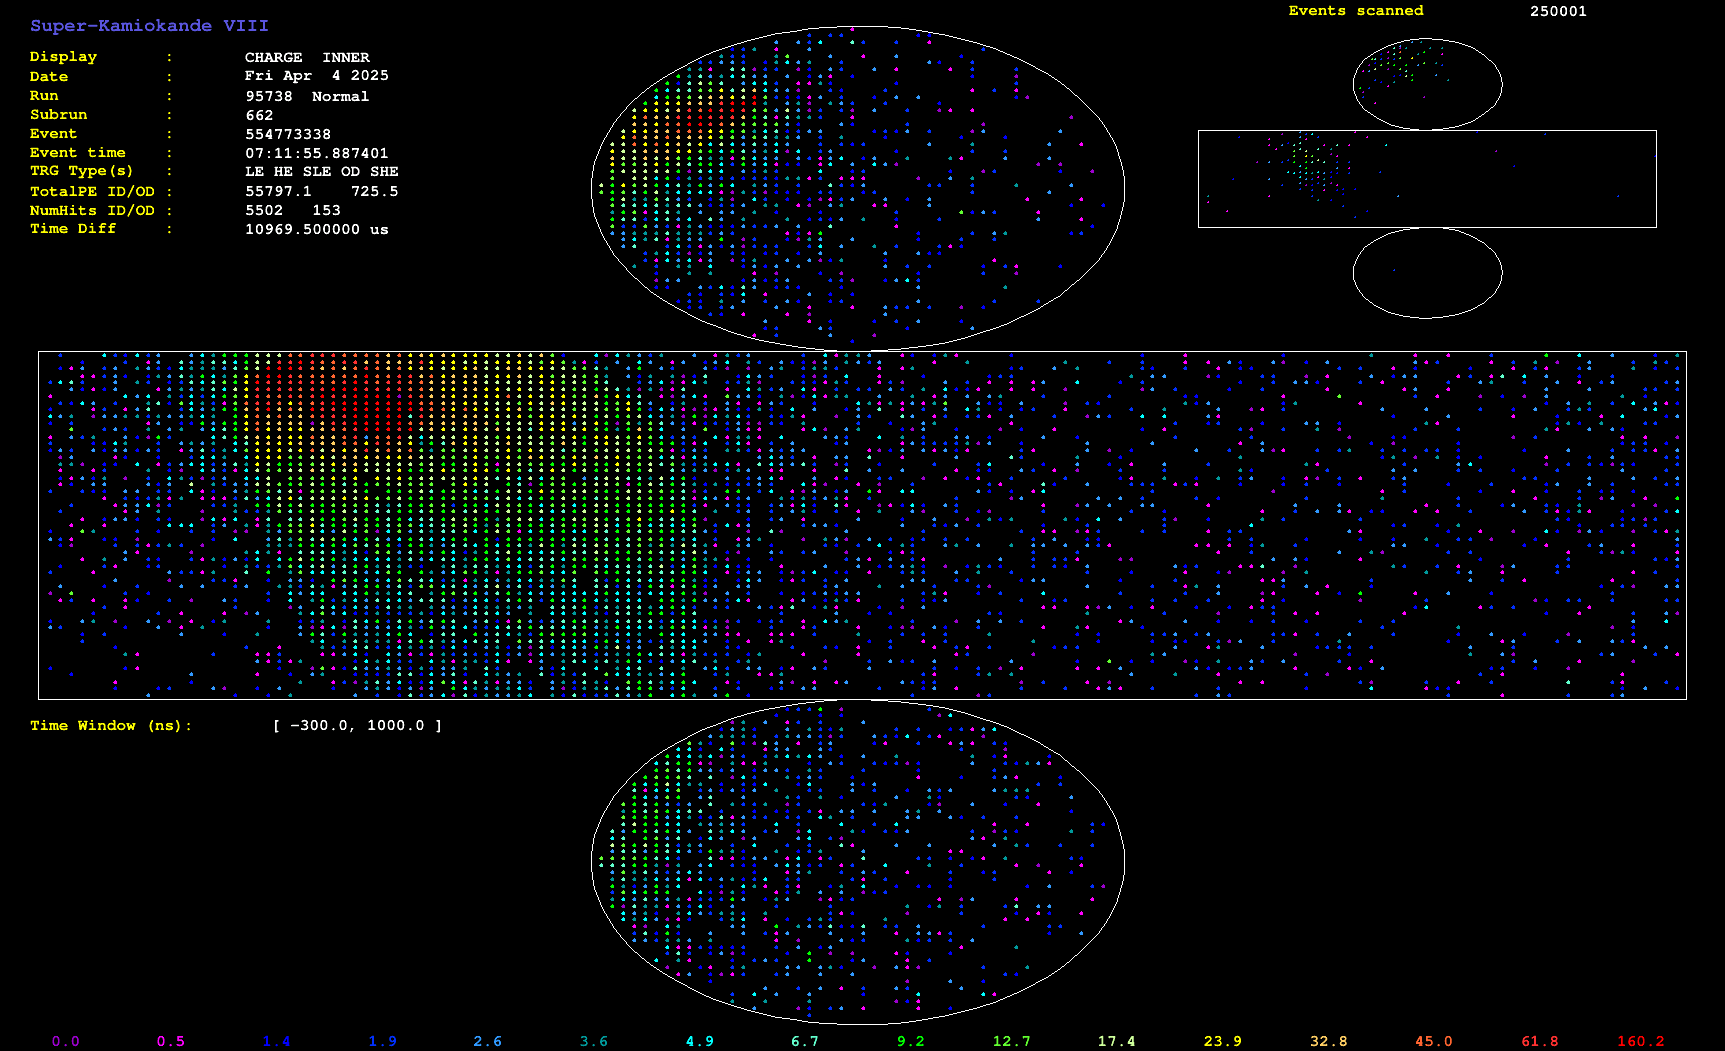 Super-Kamiokande VIII
Display : CHARGE INNER
Date : Fri Apr 4 2025
Run : 95738 Normal
Subrun : 662
Event : 554773338
Event time : 07:11:55.887401
TRG Type(s) : LE HE SLE OD SHE
TotalPE ID/OD : 55797.1 725.5
NumHits ID/OD : 5502 153
Time Diff : 10969.500000 us
Events scanned 250001
Time Window (ns): [ -300.0, 1000.0 ]
0.0 0.5 1.4 1.9 2.6 3.6 4.9 6.7 9.2 12.7 17.4 23.9 32.8 45.0 61.8 160.2